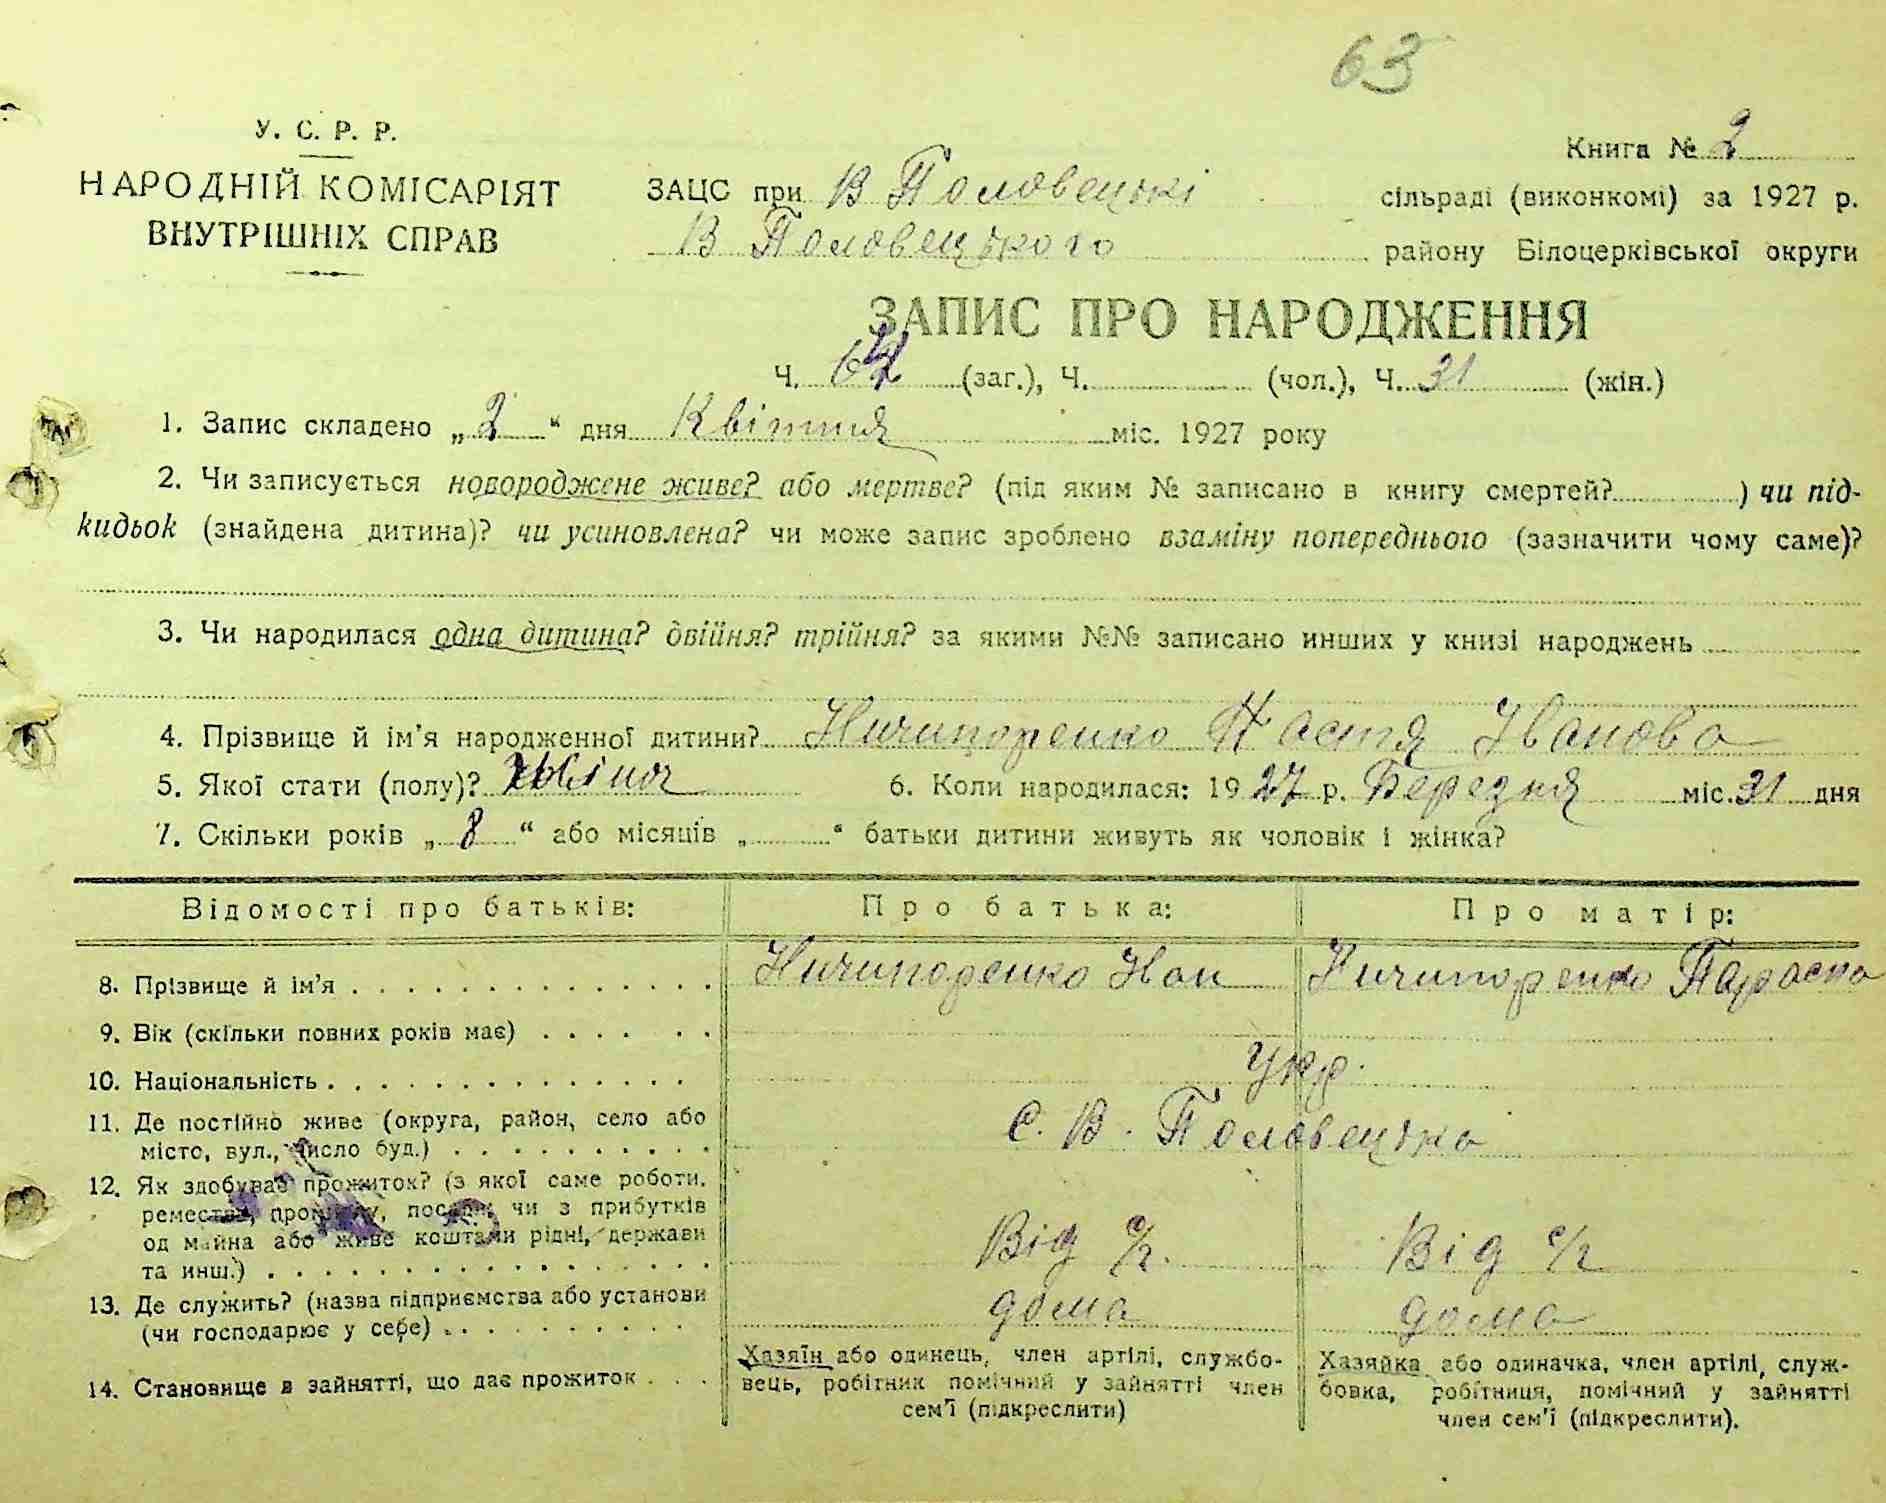 63
У. С. Р. Р.
НАРОДНІЙ КОМІСАРІЯТ
ВНУТРІШНІХ СПРАВ
Книга № 2
ЗАЦС при В Половецькі сільраді (виконкомі) за 1927 р.
В Половецького району Білоцерківської округи
ЗАПИС ПРО НАРОДЖЕННЯ
Ч. (заг.), Ч. (чол.), Ч. 31 (жін.)
1. Запис складено „2“ дня Квітня міс. 1927 року
2. Чи записується новороджене живе? або мертве? (під яким № записано в книгу смертей? ) чи під-
кидьок (знайдена дитина)? чи усиновлена? чи може запис зроблено взаміну попереднього (зазначити чому саме)?
3. Чи народилася одна дитина? двійня? трійня? за якими №№ записано инших у книзі народжень
4. Прізвище й ім'я народженної дитини? Ничипоренко Настя Іванова
5. Якої стати (полу)? Жіноч 6. Коли народилася: 1927 р. Березня міс. 31 дня
7. Скільки років „8“ або місяців „ “ батьки дитини живуть як чоловік і жінка?
Відомості про батьків: Про батька: Про матір:
8. Прізвище й ім'я . . . . . . . . . . . . . . Ничипоренко Іван Ничипоренко Параска
9. Вік (скільки повних років має) . . . . . .
10. Національність . . . . . . . . . . . . . . Укр.
11. Де постійно живе (округа, район, село або
місто, вул., число буд.) . . . . . . . . . . С. В. Половецьке
12. Як здобуває прожиток? (з якої саме роботи,
ремества, промислу, посади чи з прибутків
од майна або живе коштами рідні, держави
та инш.) . . . . . . . . . . . . . . . . . Від с/г. Від с/г
13. Де служить? (назва підприємства або установи
(чи господарює у себе) . . . . . . . . . . дома дома
14. Становище в зайнятті, що дає прожиток . . .
Хазяїн або одинець, член артілі, службо-
вець, робітник помічний у зайнятті член
сем'ї (підкреслити)
Хазяйка або одиначка, член артілі, служ-
бовка, робітниця, помічний у зайнятті
член сем'ї (підкреслити).